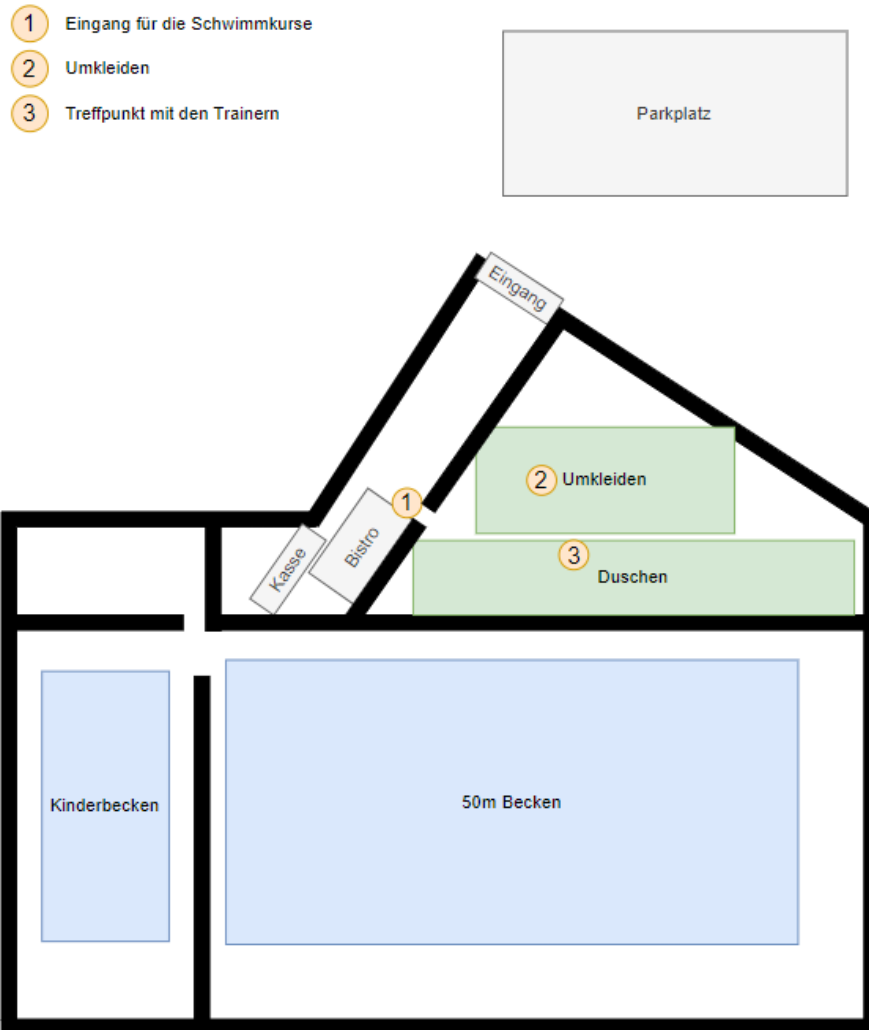 1 Eingang für die Schwimmkurse
2 Umkleiden
3 Treffpunkt mit den Trainern
Parkplatz
Eingang
1
2 Umkleiden
Bistro
Kasse
3
Duschen
Kinderbecken
50m Becken